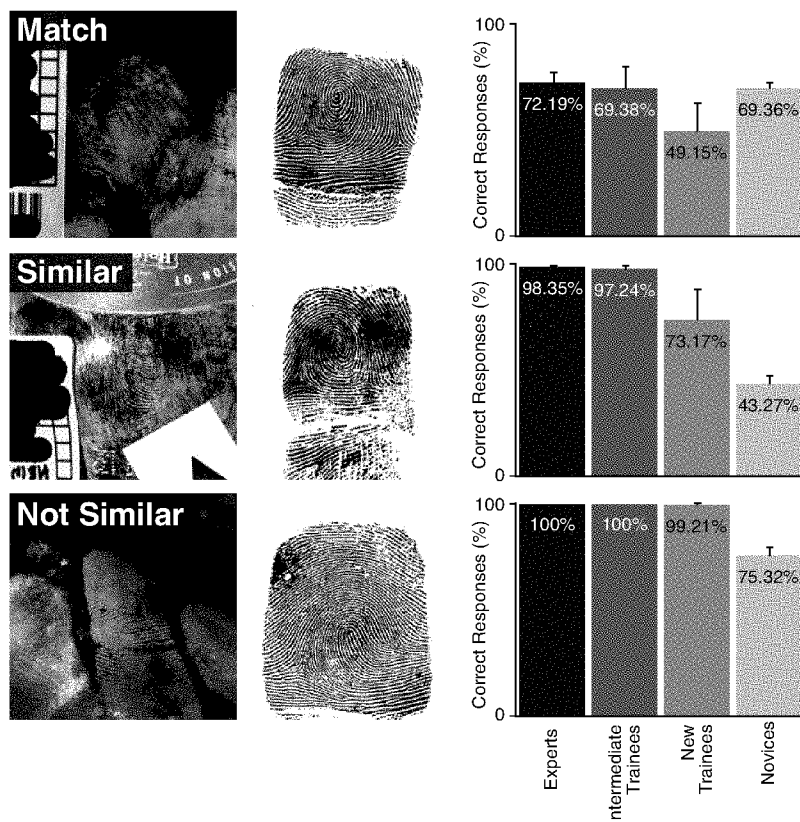 Match
100
Correct Responses (%)
0
72.19%
69.38%
49.15%
69.36%
Similar
100
Correct Responses (%)
0
98.35%
97.24%
73.17%
43.27%
Not Similar
100
Correct Responses (%)
0
100%
100%
99.21%
75.32%
Experts
ntermediate
Trainees
New
Trainees
Novices